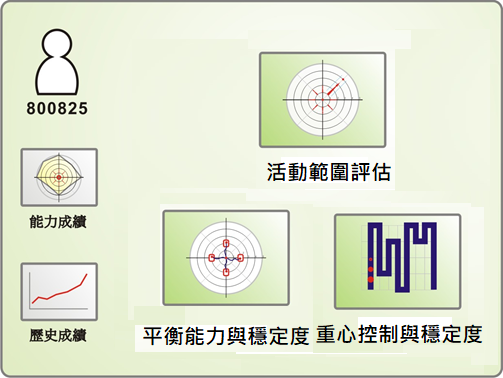 800825
活動範圍評估
能力成績
平衡能力與穩定度
重心控制與穩定度
歷史成績